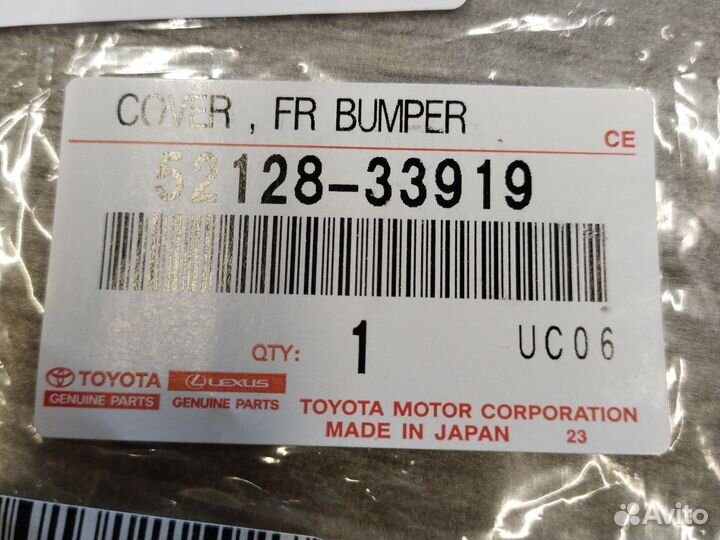 COVER , FR BUMPER
CE
52128-33919
QTY: 1 UC06
TOYOTA LEXUS
GENUINE PARTS GENUINE PARTS
TOYOTA MOTOR CORPORATION
MADE IN JAPAN 23
Avito